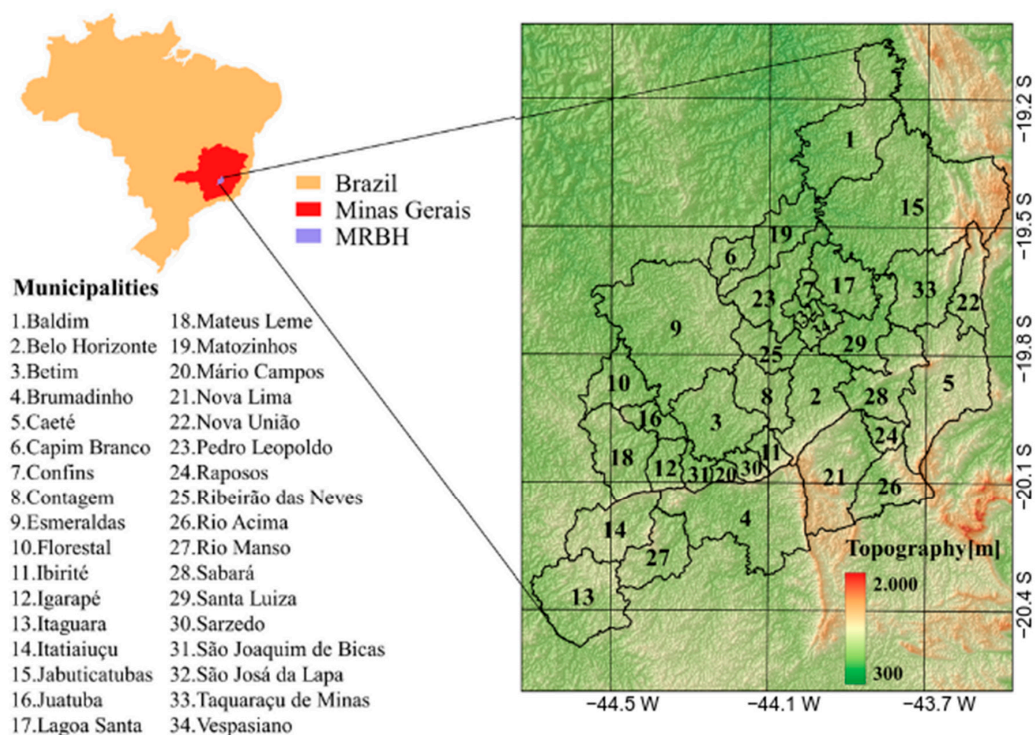 Brazil
Minas Gerais
MRBH
Municipalities
1.Baldim
2.Belo Horizonte
3.Betim
4.Brumadinho
5.Caeté
6.Capim Branco
7.Confins
8.Contagem
9.Esmeraldas
10.Florestal
11.Ibirité
12.Igarapé
13.Itaguara
14.Itatiaiuçu
15.Jabuticatubas
16.Juatuba
17.Lagoa Santa
18.Mateus Leme
19.Matozinhos
20.Mário Campos
21.Nova Lima
22.Nova União
23.Pedro Leopoldo
24.Raposos
25.Ribeirão das Neves
26.Rio Acima
27.Rio Manso
28.Sabará
29.Santa Luiza
30.Sarzedo
31.São Joaquim de Bicas
32.São Josá da Lapa
33.Taquaraçu de Minas
34.Vespasiano
1
15
19
6
33
17
7
22
23
32
34
9
29
25
10
5
8
2
28
16
3
24
11
18
12
31
20
30
21
26
4
14
27
13
Topography[m]
2.000
300
−19.2 S
−19.5 S
−19.8 S
−20.1 S
−20.4 S
−44.5 W
−44.1 W
−43.7 W